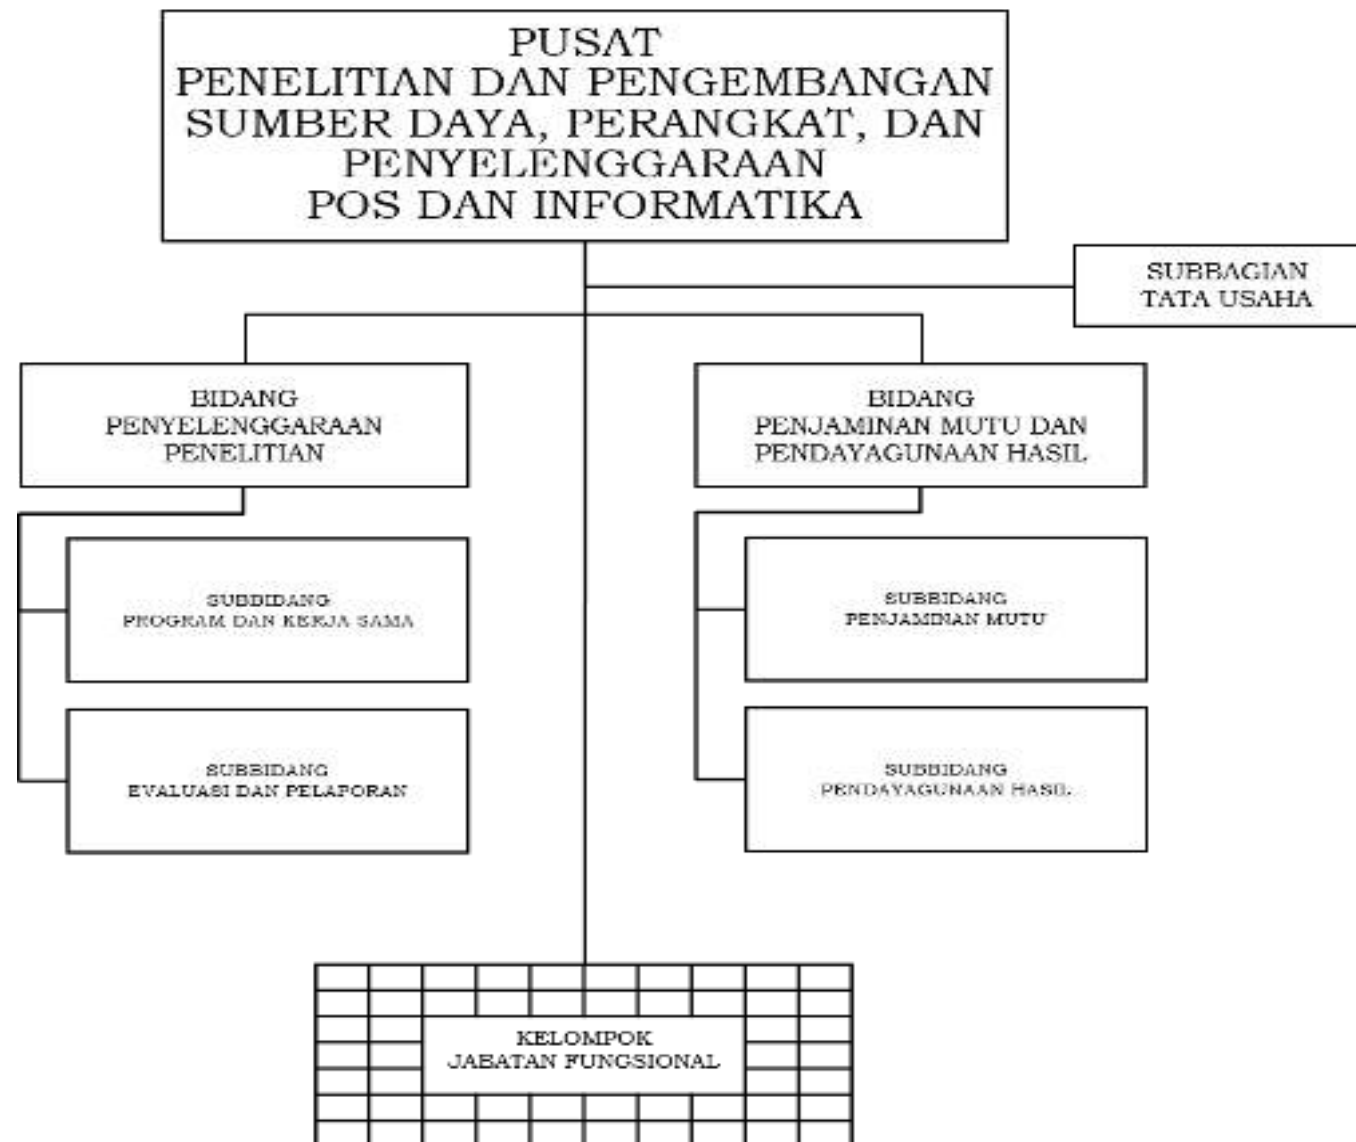 PUSAT
PENELITIAN DAN PENGEMBANGAN
SUMBER DAYA, PERANGKAT, DAN
PENYELENGGARAAN
POS DAN INFORMATIKA
SUBBAGIAN
TATA USAHA
BIDANG
PENYELENGGARAAN
PENELITIAN
BIDANG
PENJAMINAN MUTU DAN
PENDAYAGUNAAN HASIL
SUBBIDANG
PROGRAM DAN KERJA SAMA
SUBBIDANG
PENJAMINAN MUTU
SUBBIDANG
EVALUASI DAN PELAPORAN
SUBBIDANG
PENDAYAGUNAAN HASIL
KELOMPOK
JABATAN FUNGSIONAL